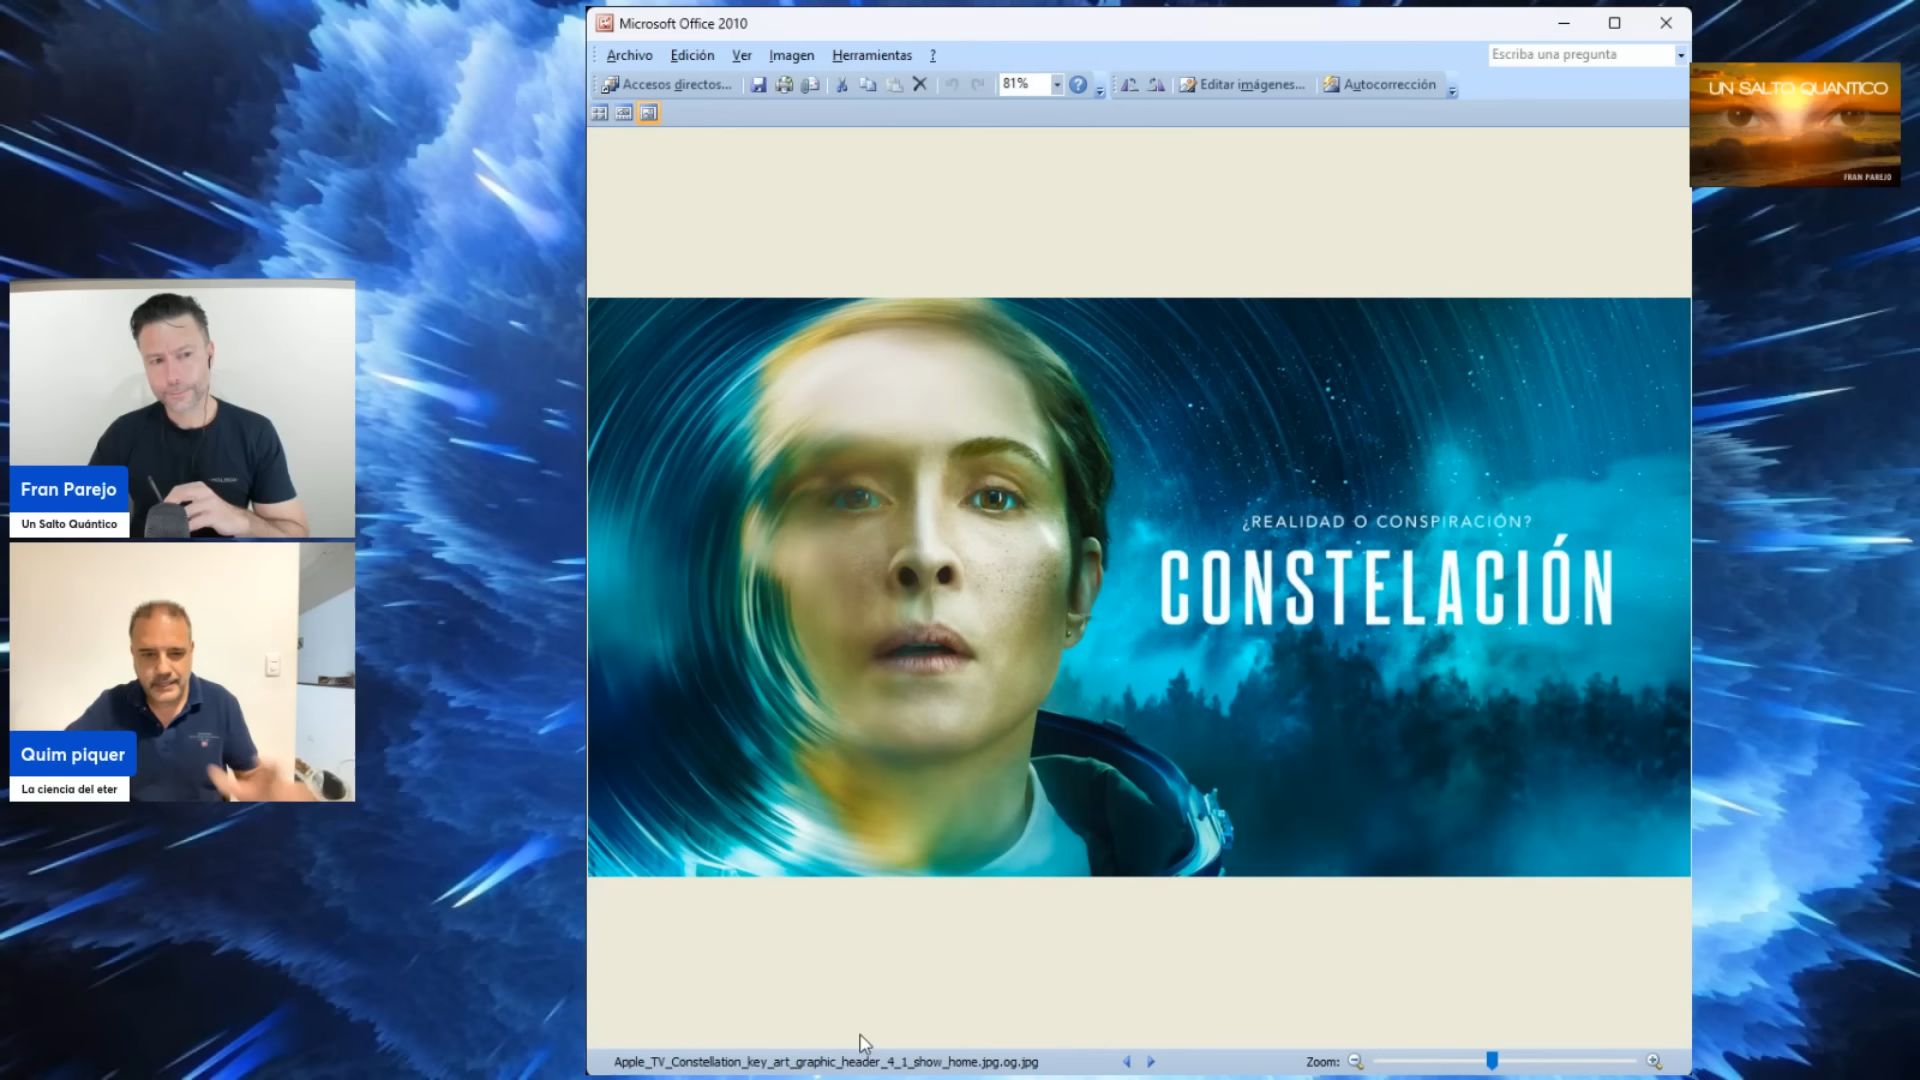 Microsoft Office 2010
Archivo Edición Ver Imagen Herramientas ?
Escriba una pregunta
Accesos directos... 81% Editar imágenes... Autocorrección
UN SALTO QUANTICO
FRAN PAREJO
Fran Parejo
Un Salto Quántico
Quim piquer
La ciencia del eter
¿REALIDAD O CONSPIRACIÓN?
CONSTELACIÓN
Apple_TV_Constellation_key_art_graphic_header_4_1_show_home.jpg.og.jpg
Zoom: